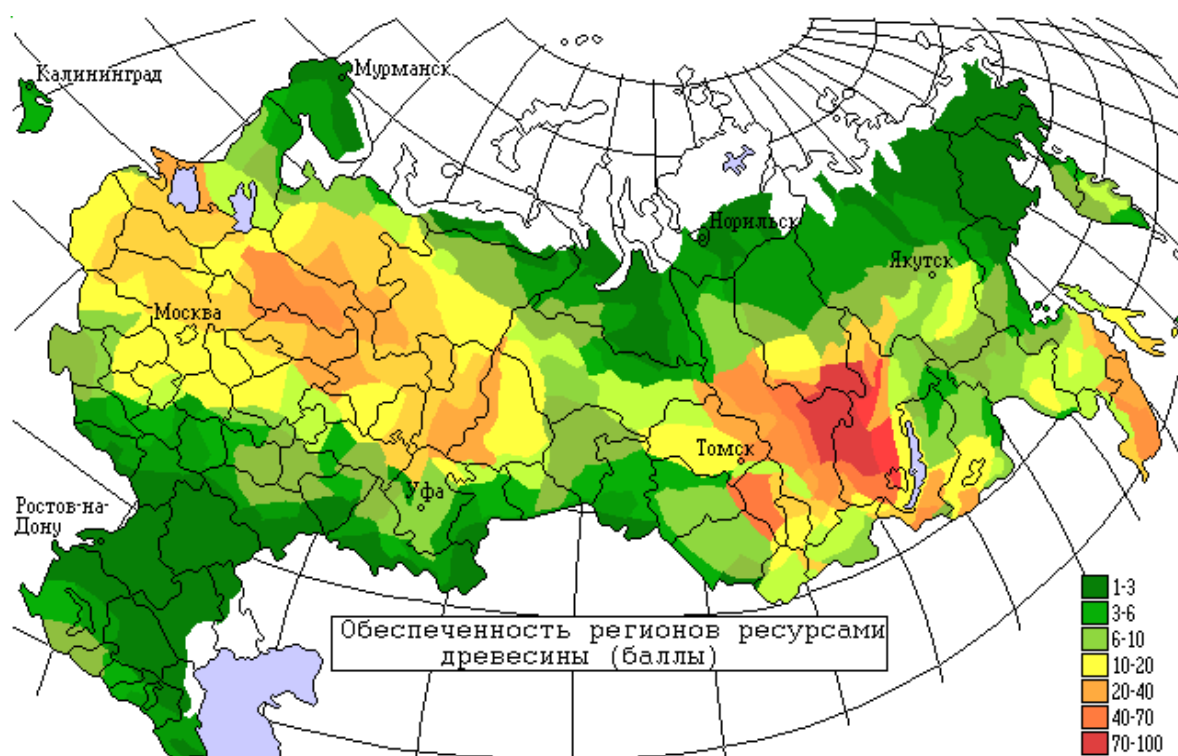 Калининград
Мурманск
Норильск
Якутск
Москва
Томск
Уфа
Ростов-на-
Дону
Обеспеченность регионов ресурсами
древесины (баллы)
1-3
3-6
6-10
10-20
20-40
40-70
70-100